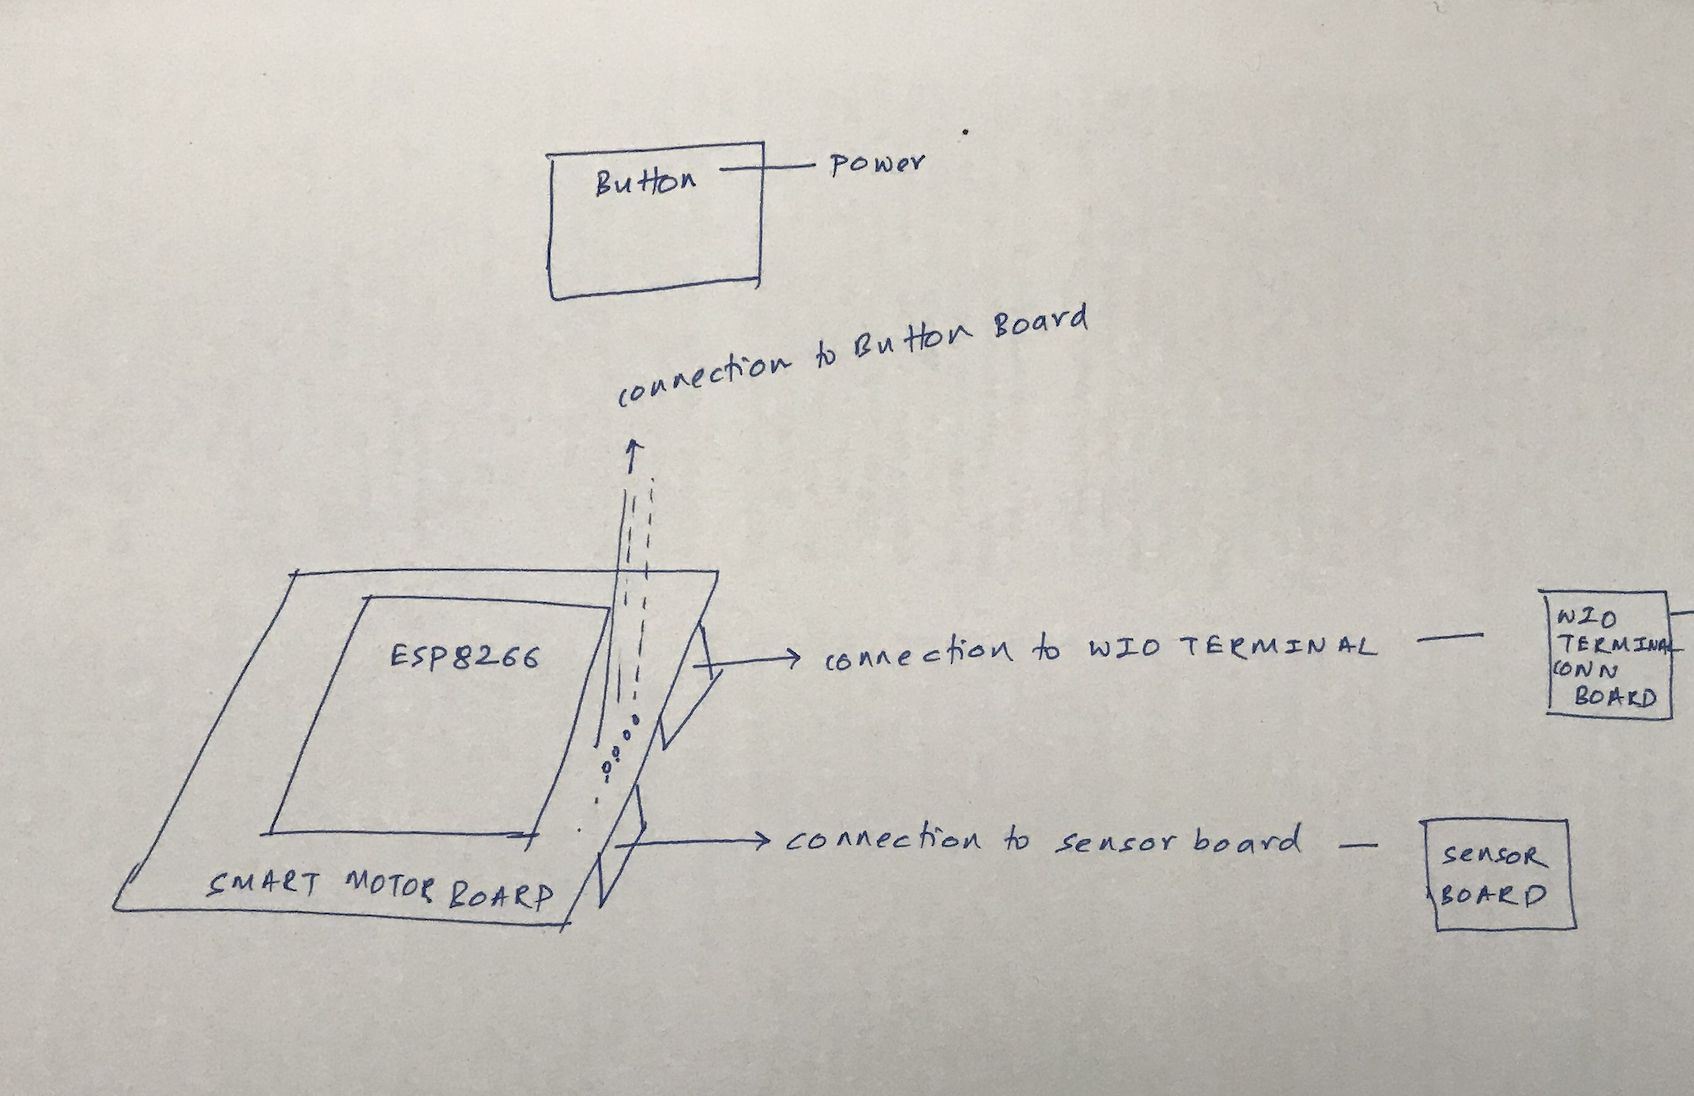 Button
Power
connection to Button Board
ESP8266
connection to WIO TERMINAL
WIO
TERMINAL
CONN
BOARD
connection to sensor board
SENSOR
BOARD
SMART MOTOR BOARD